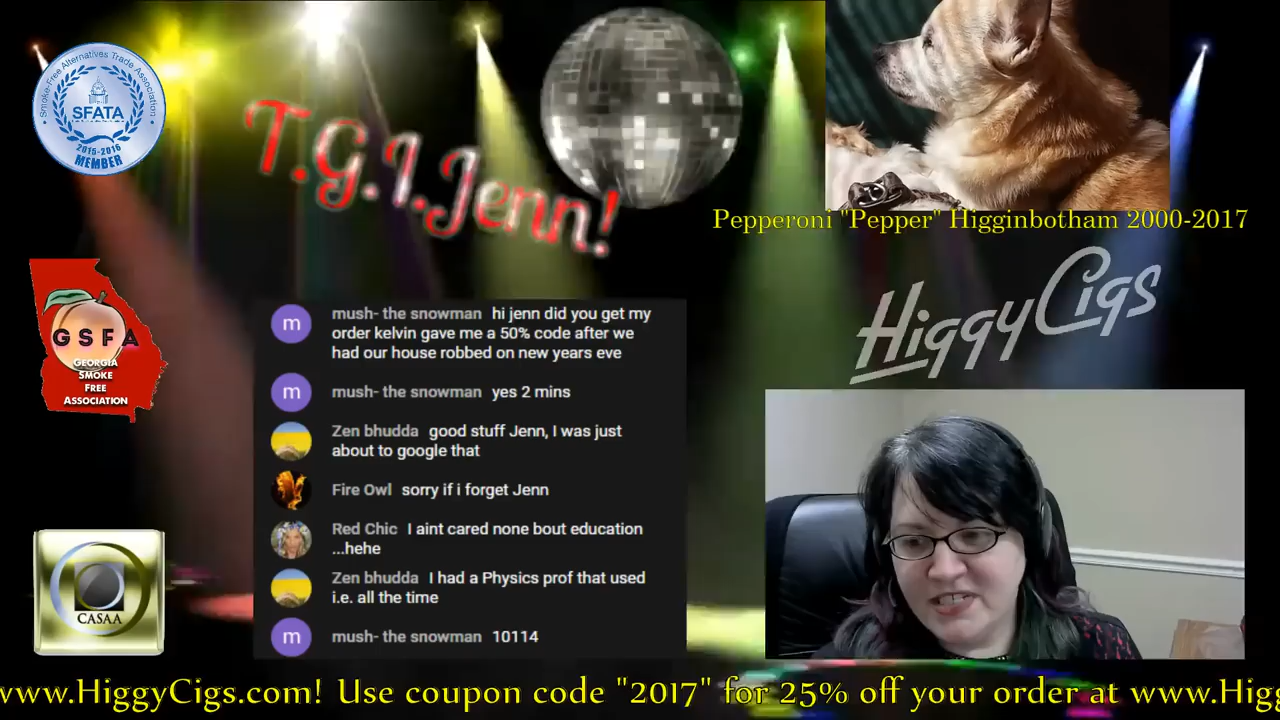 Smoke-Free Alternatives Trade Association
SFATA
2015-2016
MEMBER
T.G.I.Jenn!
Pepperoni "Pepper" Higginbotham 2000-2017
HiggyCigs
GSFA
GEORGIA
SMOKE
FREE
ASSOCIATION
m
mush- the snowman hi jenn did you get my
order kelvin gave me a 50% code after we
had our house robbed on new years eve
m
mush- the snowman yes 2 mins
Zen bhudda good stuff Jenn, I was just
about to google that
Fire Owl sorry if i forget Jenn
Red Chic I aint cared none bout education
...hehe
Zen bhudda I had a Physics prof that used
i.e. all the time
m
mush- the snowman 10114
CASAA
www.HiggyCigs.com! Use coupon code "2017" for 25% off your order at www.Higg